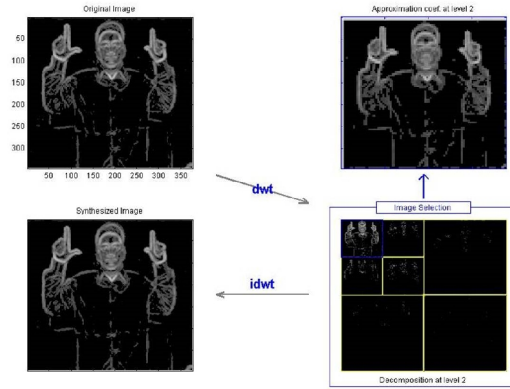 Original Image
Approximation coef. at level 2
50
100
150
200
250
300
50 100 150 200 250 300 350
dwt
Synthesized Image
Image Selection
idwt
Decomposition at level 2